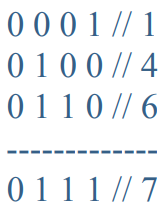 0 0 0 1 // 1
0 1 0 0 // 4
0 1 1 0 // 6
-------------
0 1 1 1 // 7